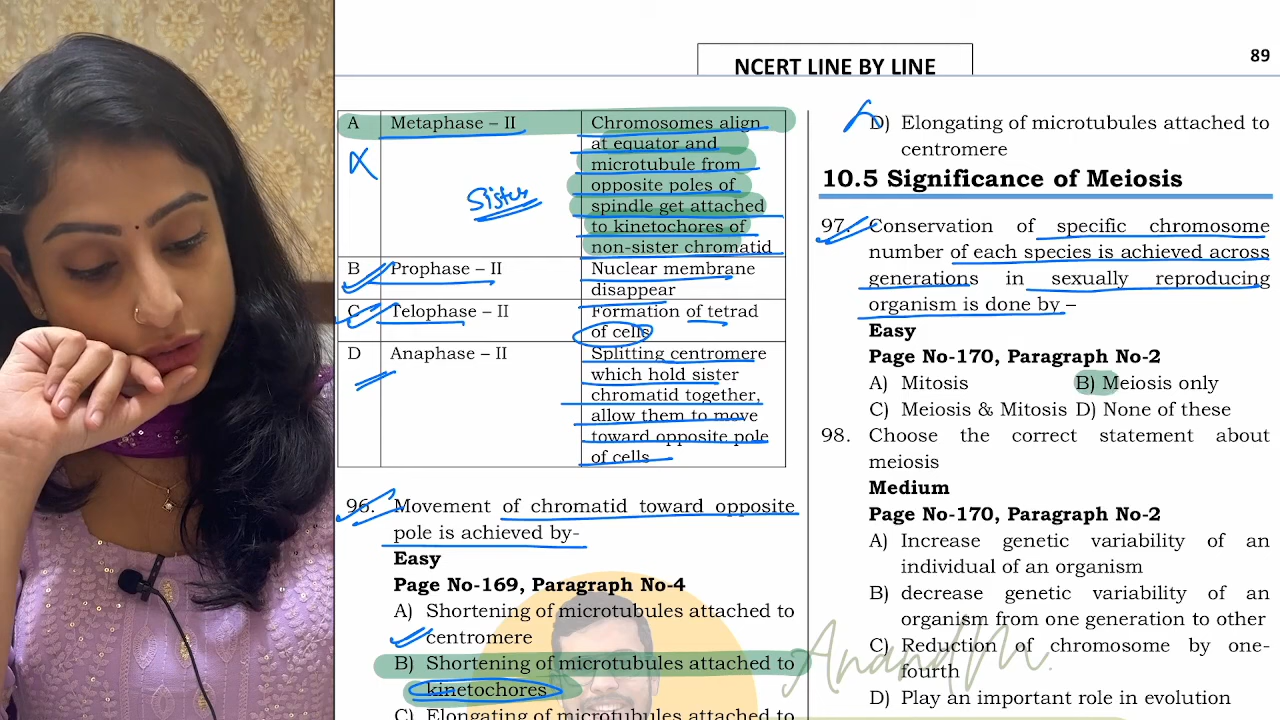 NCERT LINE BY LINE
89
A Metaphase – II Chromosomes align
at equator and
microtubule from
opposite poles of
spindle get attached
to kinetochores of
non-sister chromatid
Sister
B Prophase – II Nuclear membrane
disappear
C Telophase – II Formation of tetrad
of cells
D Anaphase – II Splitting centromere
which hold sister
chromatid together,
allow them to move
toward opposite pole
of cells
96. Movement of chromatid toward opposite
pole is achieved by-
Easy
Page No-169, Paragraph No-4
A) Shortening of microtubules attached to
centromere
B) Shortening of microtubules attached to
kinetochores
C) Elongating of microtubules attached to
D) Elongating of microtubules attached to
centromere
10.5 Significance of Meiosis
97. Conservation of specific chromosome
number of each species is achieved across
generations in sexually reproducing
organism is done by –
Easy
Page No-170, Paragraph No-2
A) Mitosis B) Meiosis only
C) Meiosis & Mitosis D) None of these
98. Choose the correct statement about
meiosis
Medium
Page No-170, Paragraph No-2
A) Increase genetic variability of an
individual of an organism
B) decrease genetic variability of an
organism from one generation to other
C) Reduction of chromosome by one-
fourth
D) Play an important role in evolution
Anand M.